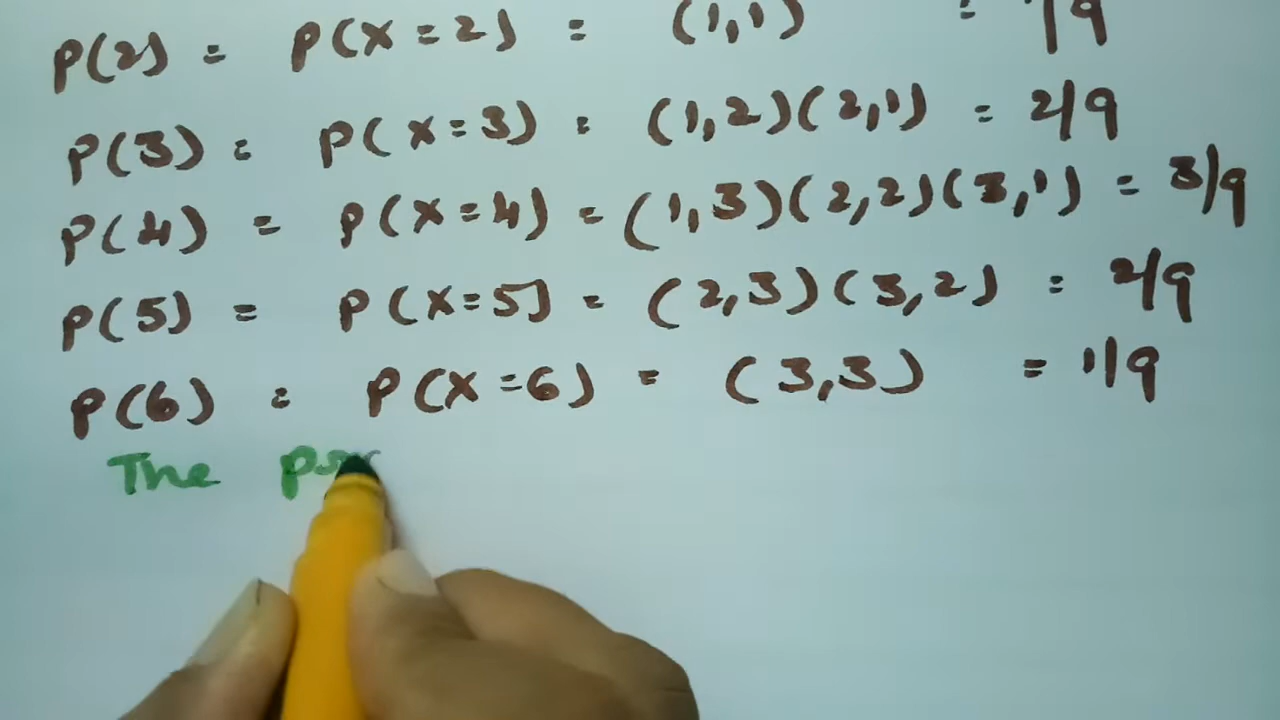 P(2) = P(X=2) = (1,1) = 1/9
P(3) = P(X=3) = (1,2)(2,1) = 2/9
P(4) = P(X=4) = (1,3)(2,2)(3,1) = 3/9
P(5) = P(X=5) = (2,3)(3,2) = 2/9
P(6) = P(X=6) = (3,3) = 1/9
The